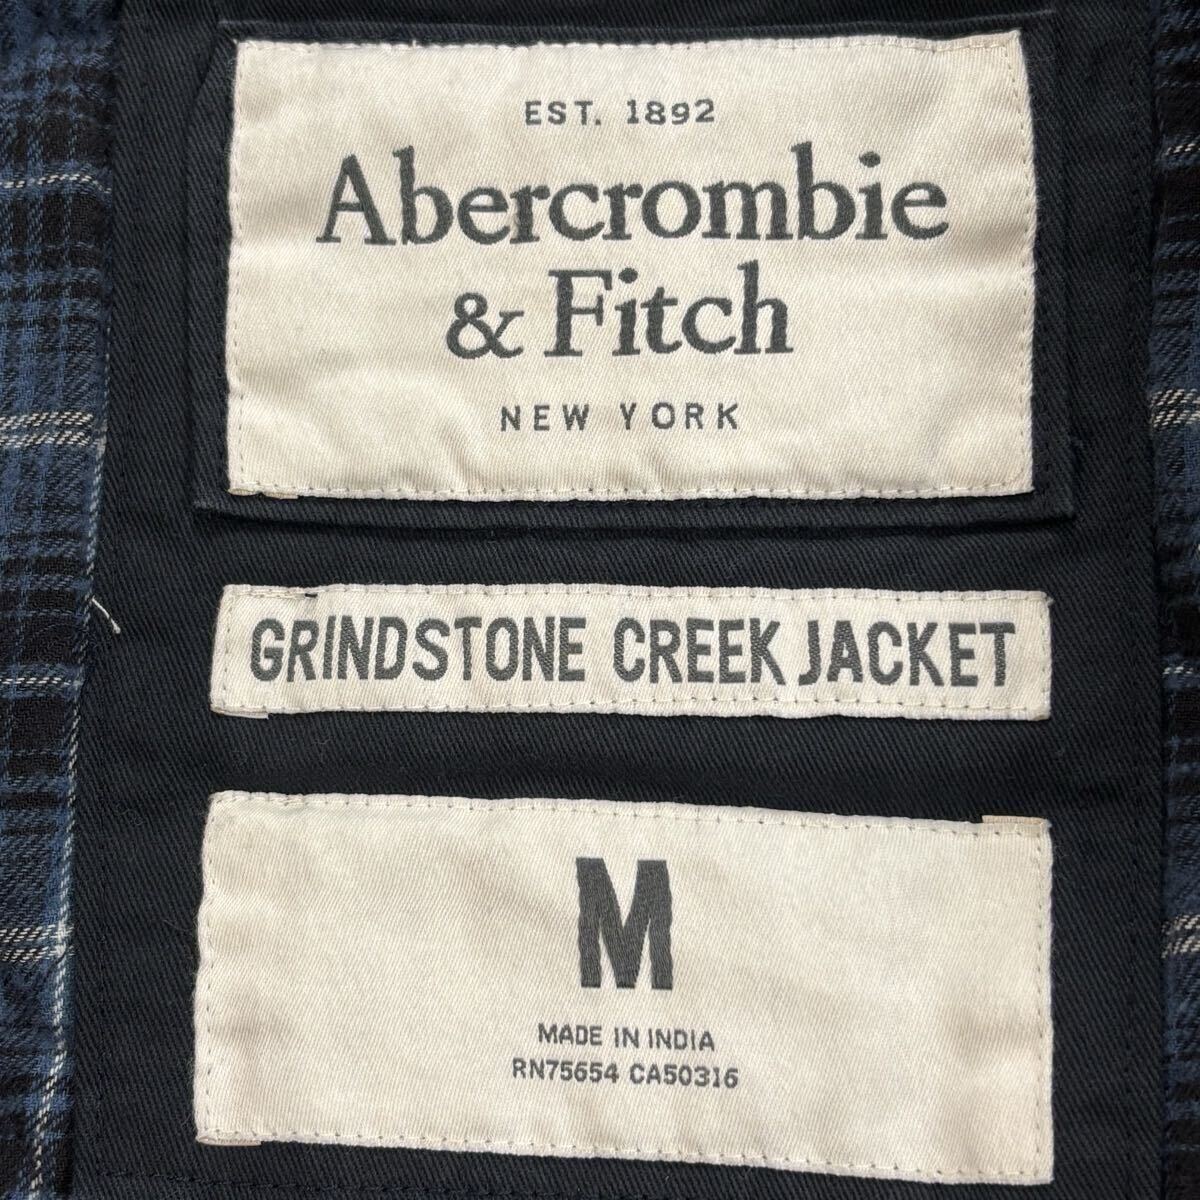 EST. 1892
Abercrombie
& Fitch
NEW YORK
GRINDSTONE CREEK JACKET
M
MADE IN INDIA
RN75654 CA50316